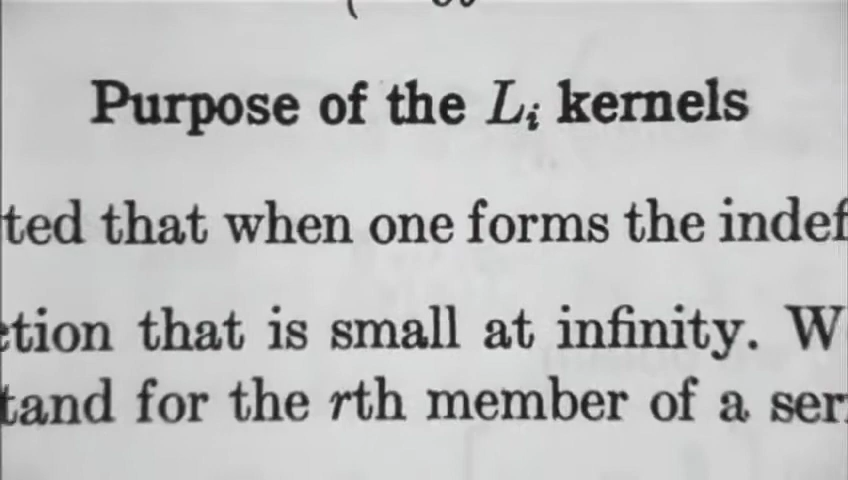 Purpose of the Li kernels
ted that when one forms the indef
tion that is small at infinity. W
tand for the rth member of a ser